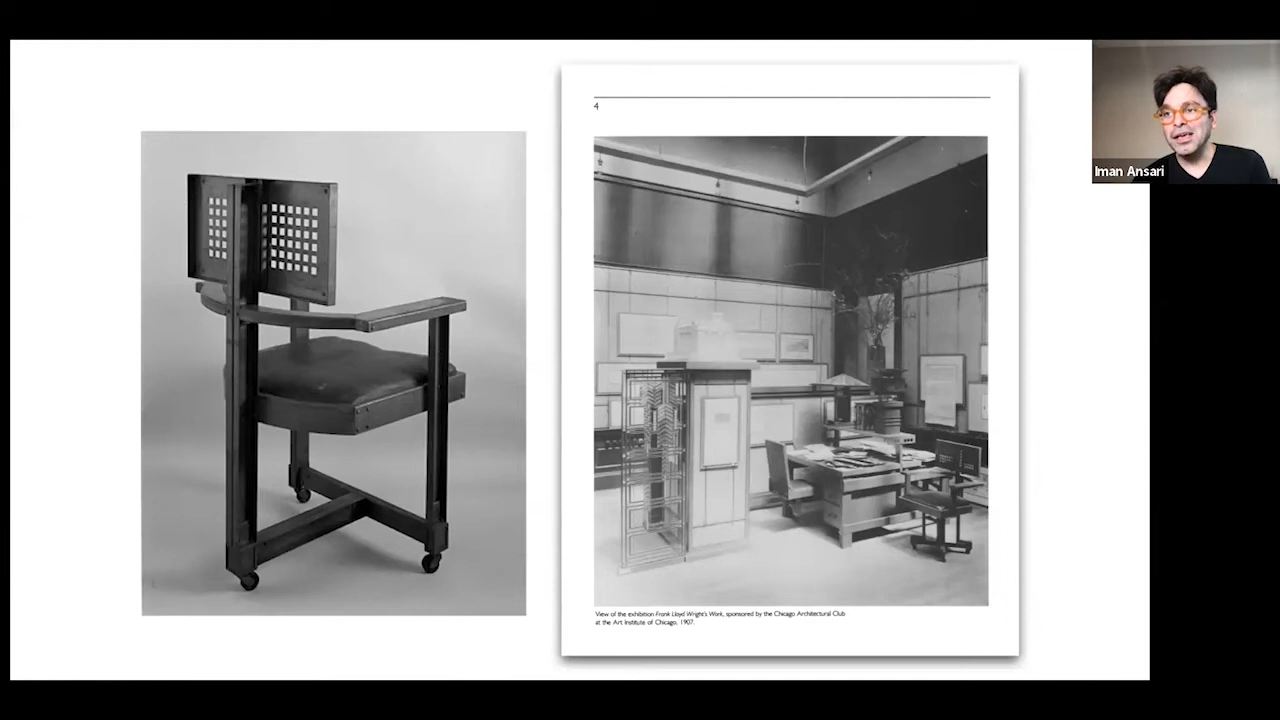 4
Iman Ansari
View of the exhibition Frank Lloyd Wright's Work, sponsored by the Chicago Architectural Club
at the Art Institute of Chicago, 1907.